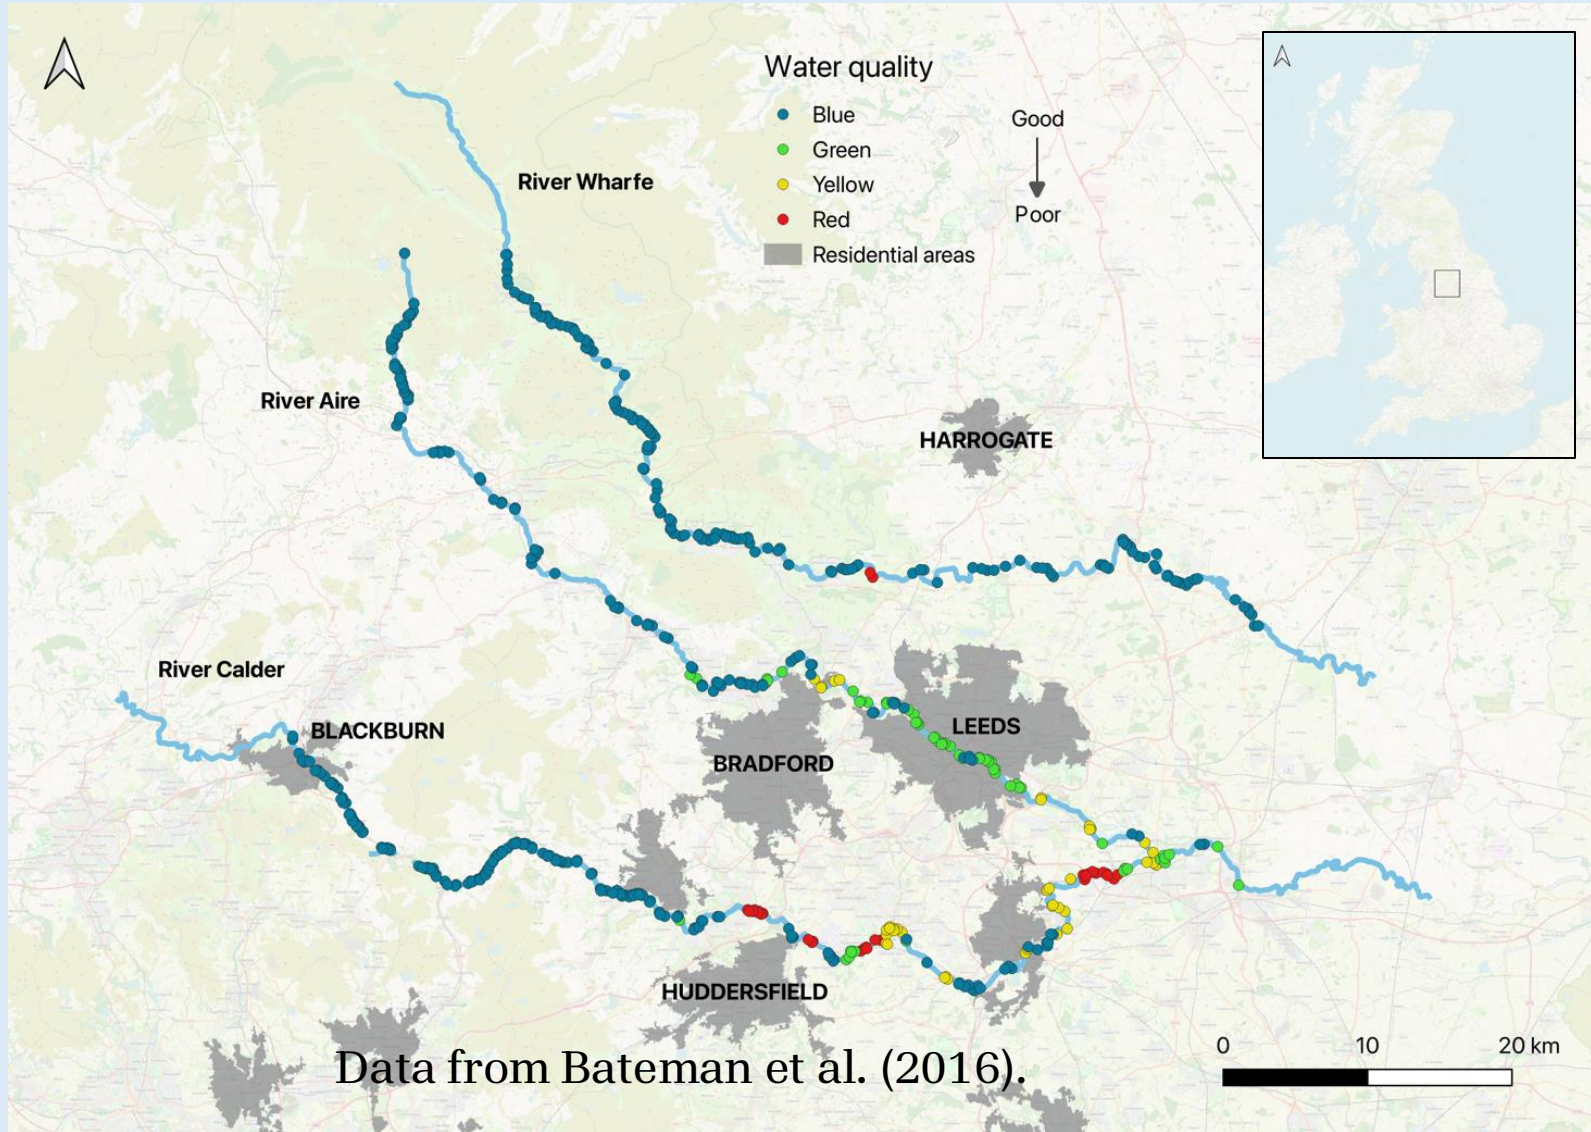 Water quality
Blue
Green
Yellow
Red
Residential areas
Good
Poor
River Wharfe
River Aire
HARROGATE
River Calder
BLACKBURN
LEEDS
BRADFORD
HUDDERSFIELD
0 10 20 km
Data from Bateman et al. (2016).